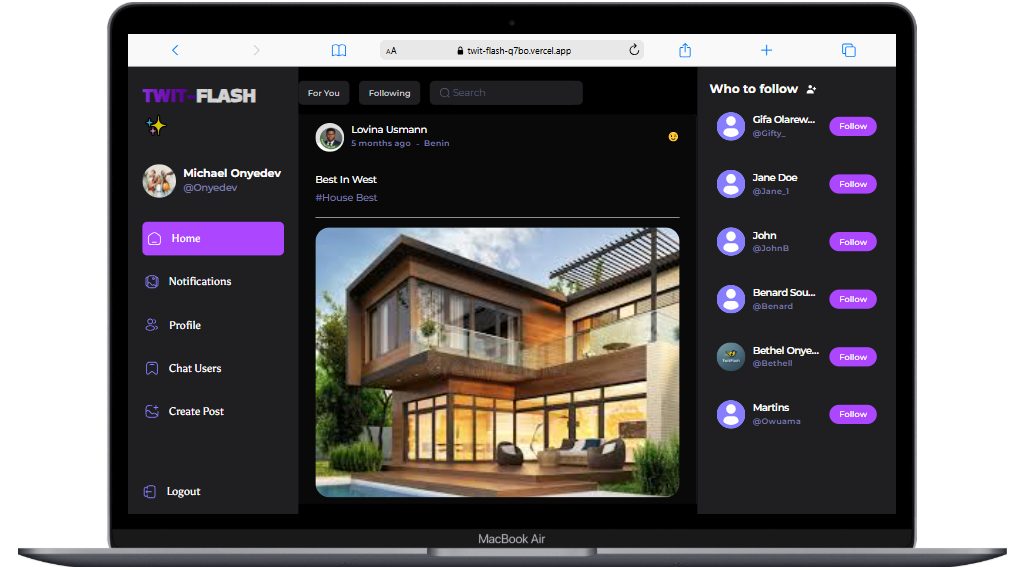 AA twit-flash-q7bo.vercel.app
TWIT-FLASH
Michael Onyedev
@Onyedev
Home
Notifications
Profile
Chat Users
Create Post
Logout
For You
Following
Search
Lovina Usmann
5 months ago - Benin
Best In West
#House Best
Who to follow
Gifa Olarew...
@Gifty_
Follow
Jane Doe
@Jane_1
Follow
John
@JohnB
Follow
Benard Sou...
@Benard
Follow
Bethel Onye...
@Bethell
Follow
Martins
@Owuama
Follow
MacBook Air